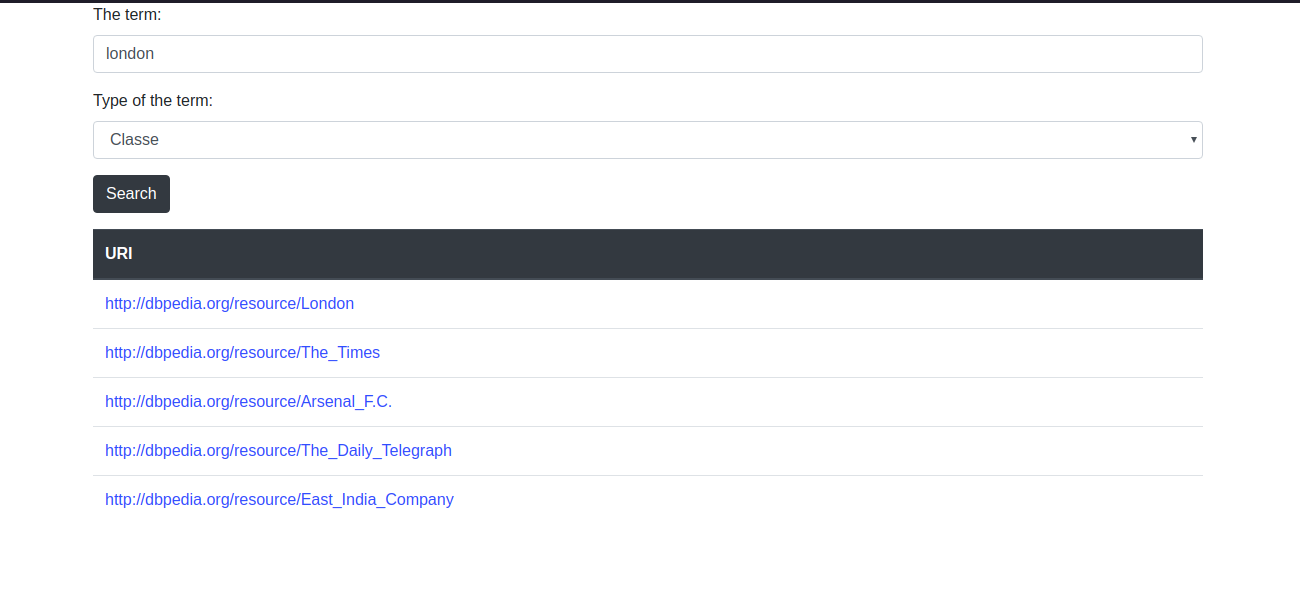 The term:
london
Type of the term:
Classe
Search
URI
http://dbpedia.org/resource/London
http://dbpedia.org/resource/The_Times
http://dbpedia.org/resource/Arsenal_F.C.
http://dbpedia.org/resource/The_Daily_Telegraph
http://dbpedia.org/resource/East_India_Company